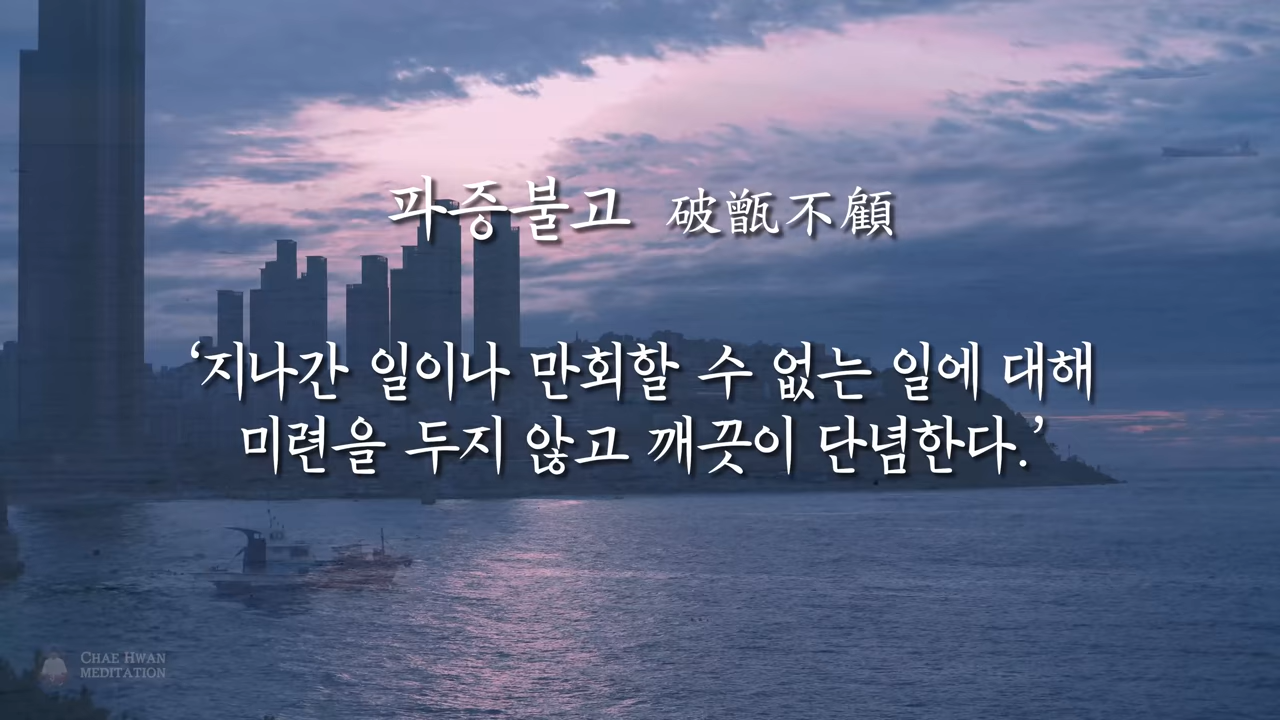 파증불고 破甑不顧
‘지나간 일이나 만회할 수 없는 일에 대해
미련을 두지 않고 깨끗이 단념한다.’
CHAE HWAN
MEDITATION